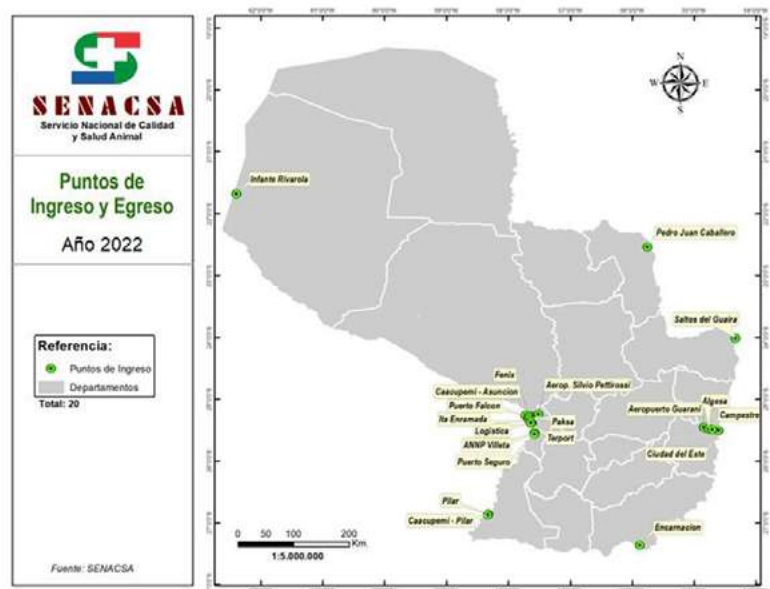 SENACSA
Servicio Nacional de Calidad
y Salud Animal
Puntos de
Ingreso y Egreso
Año 2022
Referencia:
Puntos de Ingreso
Departamentos
Total: 20
Fuente: SENACSA
N
W
E
S
Infante Rivarola
Pedro Juan Caballero
Saltos del Guaira
Fenix
Aerop. Silvio Pettirossi
Caacupemi - Asuncion
Puerto Falcon
Ita Enramada
Paksa
Logistica
Terport
ANNP Villeta
Puerto Seguro
Algesa
Aeropuerto Guarani
Campestre
Ciudad del Este
Pilar
Caacupemi - Pilar
Encarnacion
0 50 100 200
Km.
1:5.000.000